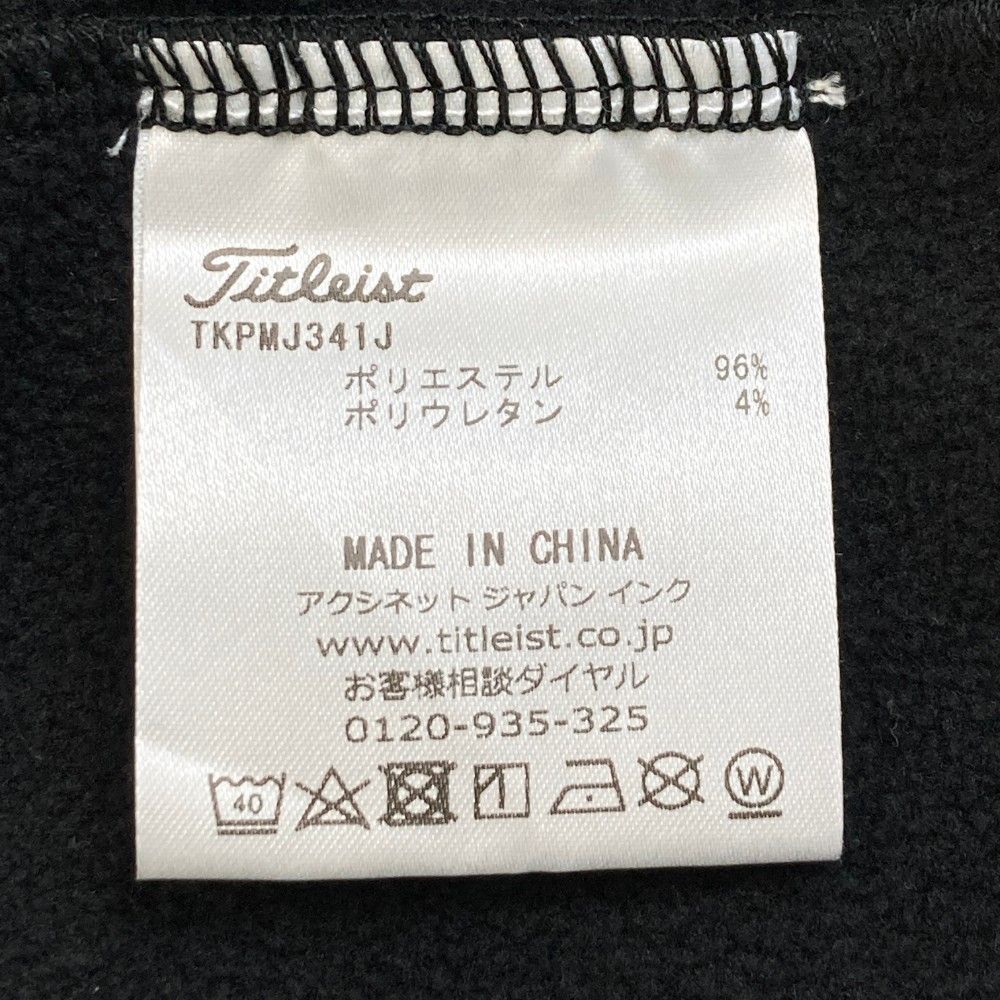 Titleist
TKPMJ341J
ポリエステル 96%
ポリウレタン 4%
MADE IN CHINA
アクシネット ジャパン インク
www.titleist.co.jp
お客様相談ダイヤル
0120-935-325
40 W